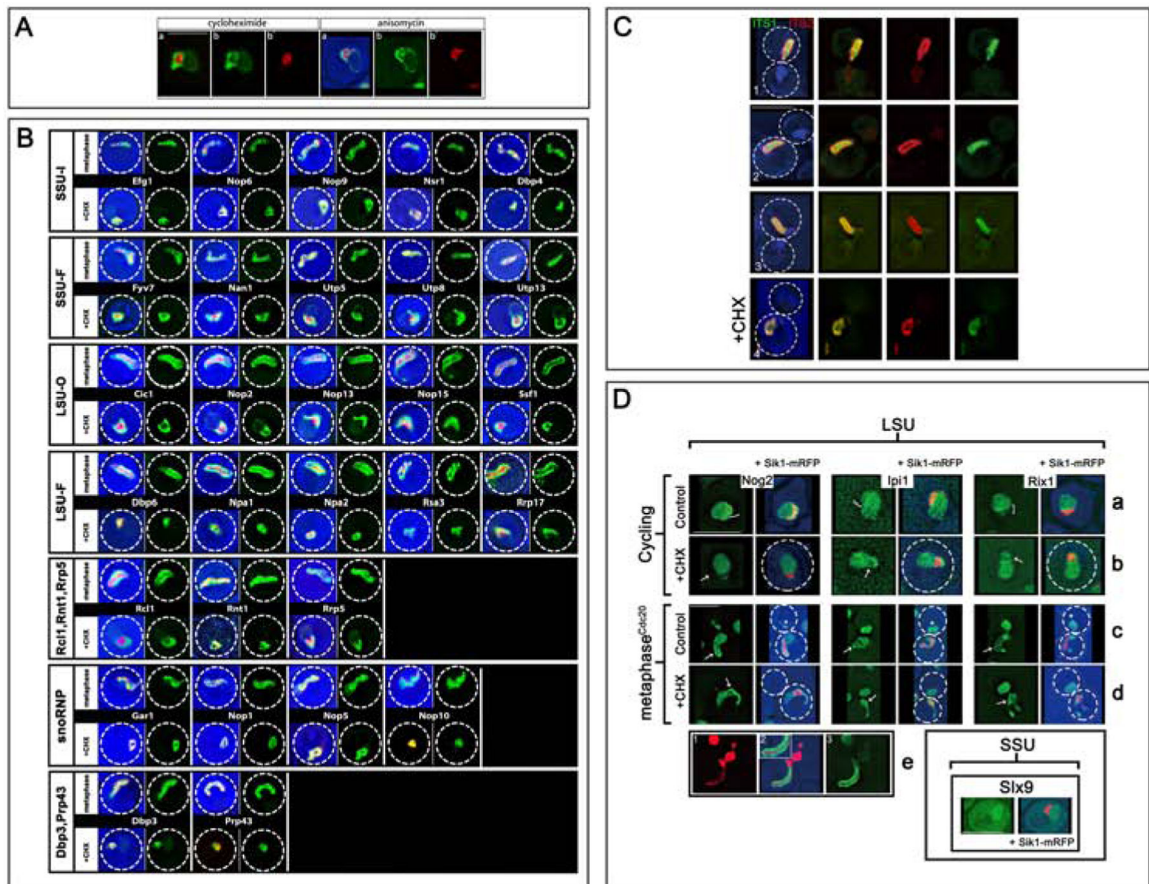 A
cycloheximide anisomycin
a b b' a b b'
B
SSU-I
metaphase
Efg1 Nop6 Nop9 Nsr1 Dbp4
+CHX
SSU-F
metaphase
Fyv7 Nan1 Utp5 Utp8 Utp13
+CHX
LSU-O
metaphase
Cic1 Nop2 Nop13 Nop15 Ssf1
+CHX
LSU-F
metaphase
Dbp6 Npa1 Npa2 Rsa3 Rrp17
+CHX
Rcl1,Rnt1,Rrp5
metaphase
Rcl1 Rnt1 Rrp5
+CHX
snoRNP
metaphase
Gar1 Nop1 Nop5 Nop10
+CHX
Dbp3,Prp43
metaphase
Dbp3 Prp43
+CHX
C
ITS1 ITS2
1
2
3
+CHX
4
D
LSU
+ Sik1-mRFP + Sik1-mRFP + Sik1-mRFP
Nog2 Ipi1 Rix1
Cycling
Control
a
+CHX
b
metaphaseCdc20
Control
c
+CHX
d
1 2 3
e
SSU
Slx9
+ Sik1-mRFP